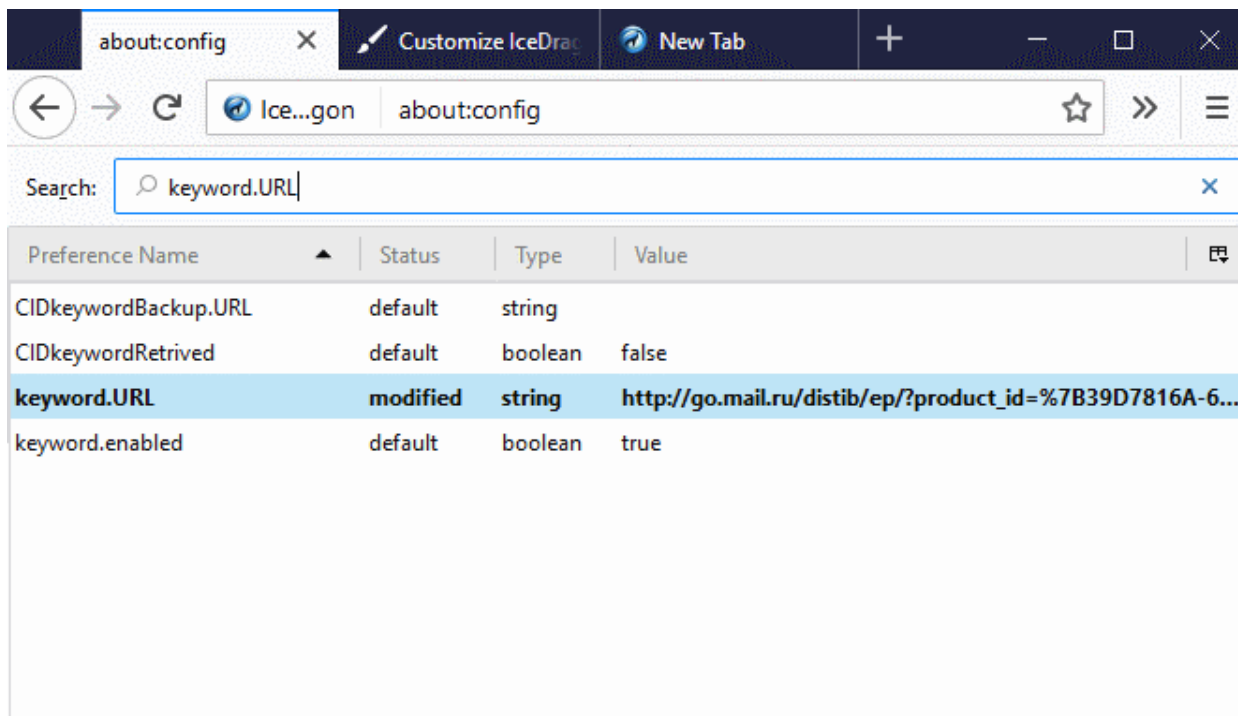 about:config Customize IceDrag New Tab
Ice...gon about:config
Search: keyword.URL
Preference Name Status Type Value
CIDkeywordBackup.URL default string
CIDkeywordRetrived default boolean false
keyword.URL modified string http://go.mail.ru/distib/ep/?product_id=%7B39D7816A-6...
keyword.enabled default boolean true